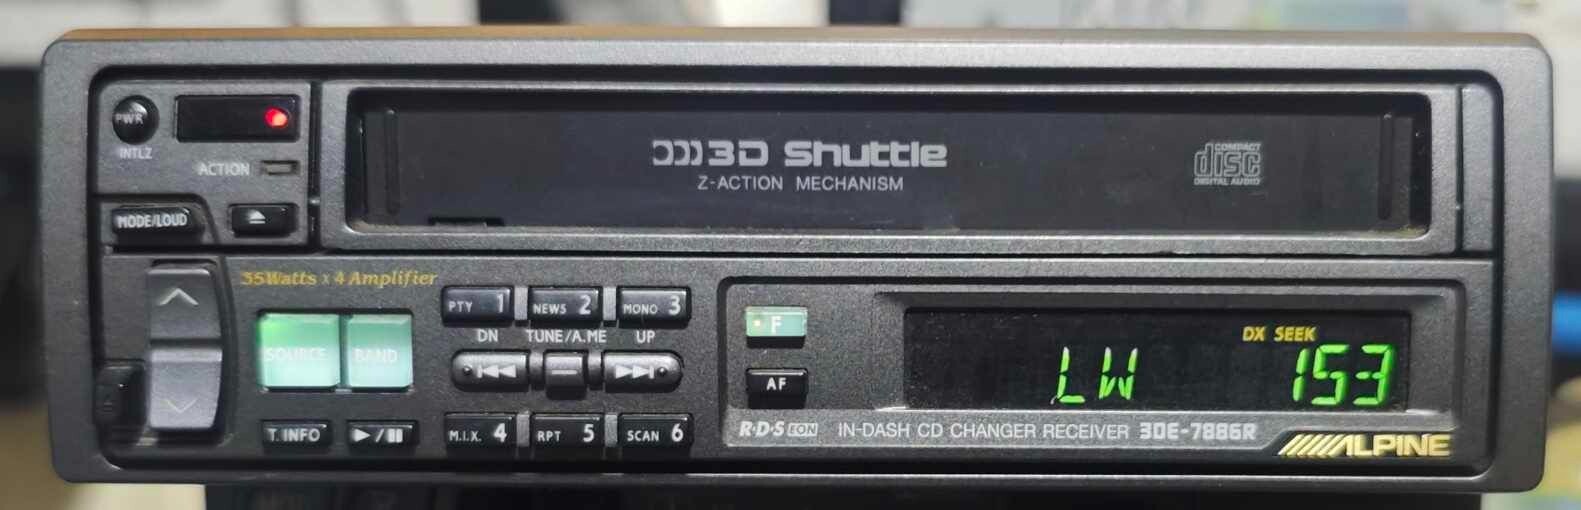 PWR
INTLZ
ACTION
MODE/LOUD
3D Shuttle
Z-ACTION MECHANISM
COMPACT
disc
DIGITAL AUDIO
35Watts x 4 Amplifier
SOURCE
BAND
PTY 1
NEWS 2
MONO 3
DN TUNE/A.ME UP
T.INFO
M.I.X. 4
RPT 5
SCAN 6
F
AF
DX SEEK
LW 153
R·D·S EON IN-DASH CD CHANGER RECEIVER 3DE-7886R
ALPINE